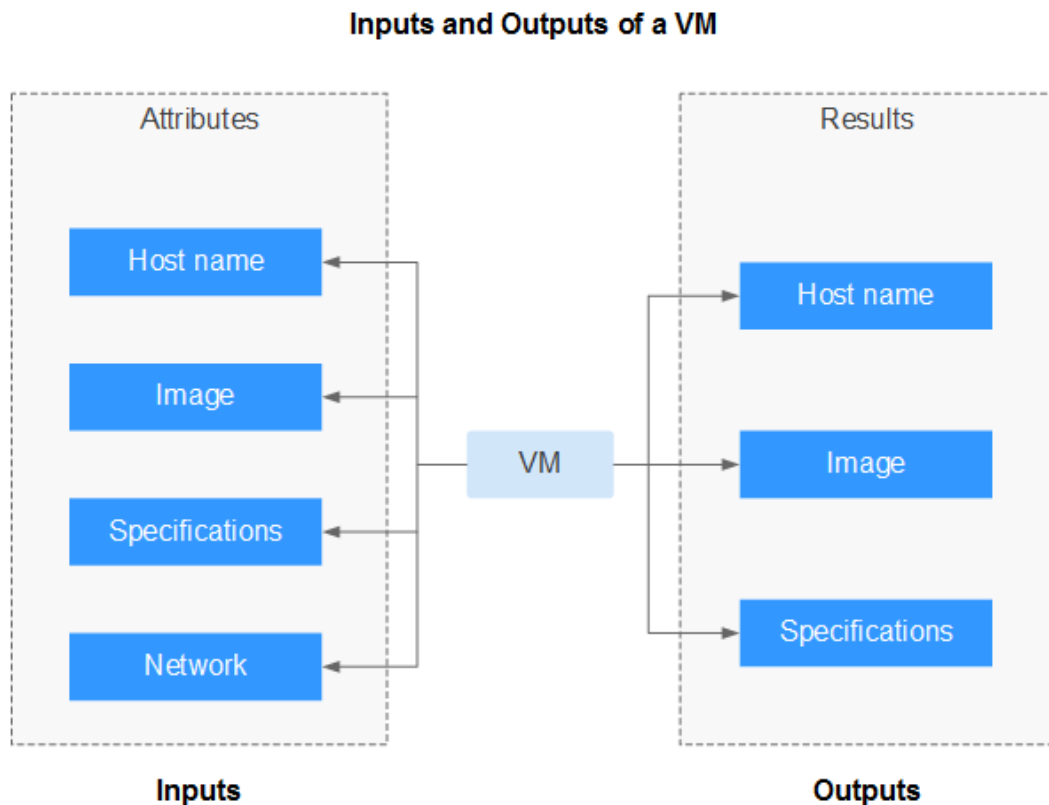 Inputs and Outputs of a VM
Attributes
Host name
Image
Specifications
Network
Inputs
VM
Results
Host name
Image
Specifications
Outputs